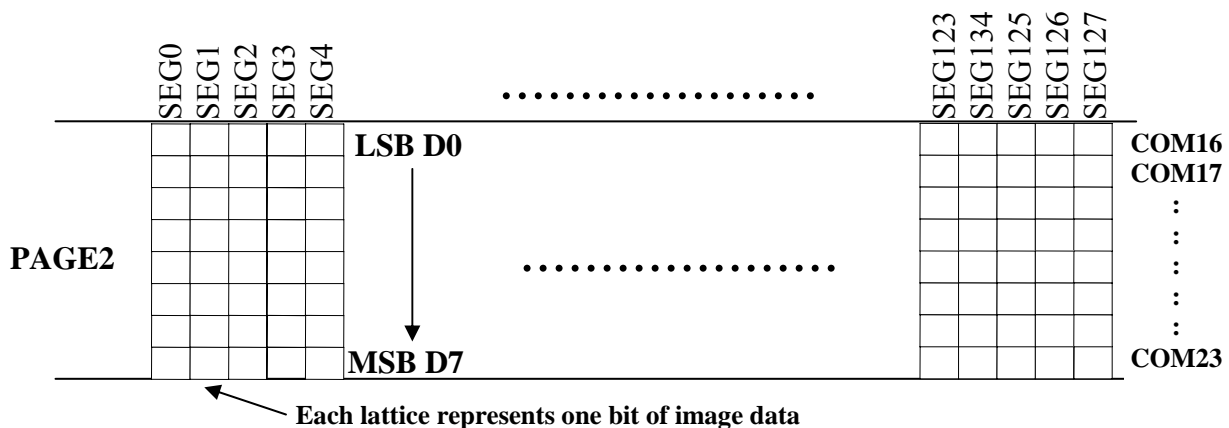 SEG0 SEG1 SEG2 SEG3 SEG4 SEG123 SEG134 SEG125 SEG126 SEG127
LSB D0 COM16
COM17
PAGE2
MSB D7 COM23
Each lattice represents one bit of image data